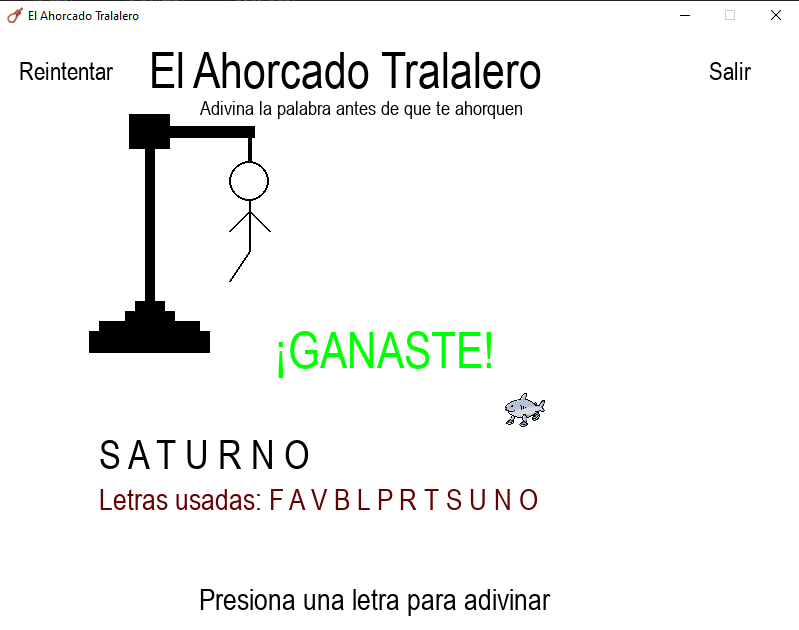 El Ahorcado Tralalero
Reintentar
El Ahorcado Tralalero
Salir
Adivina la palabra antes de que te ahorquen
¡GANASTE!
S A T U R N O
Letras usadas: F A V B L P R T S U N O
Presiona una letra para adivinar